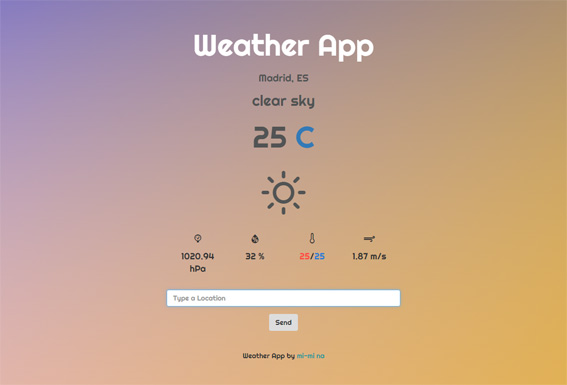 Weather App
Madrid, ES
clear sky
25 C
1020.94 hPa
32 %
25/25
1.87 m/s
Type a Location
Send
Weather App by mi-mi na